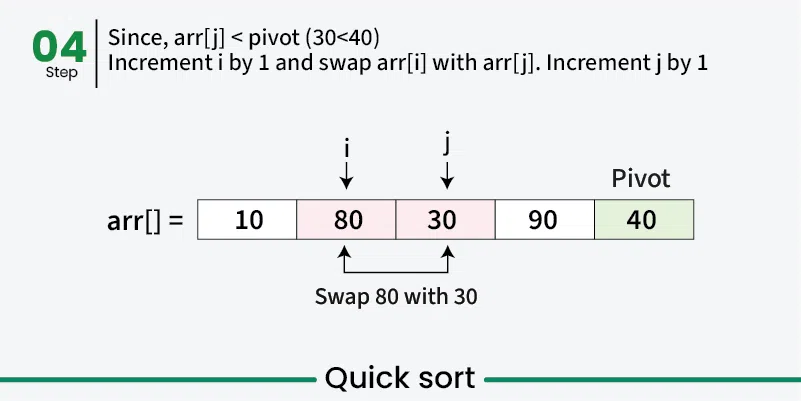 04
Step
Since, arr[j] < pivot (30<40)
Increment i by 1 and swap arr[i] with arr[j]. Increment j by 1
i j
Pivot
arr[] = 10 80 30 90 40
Swap 80 with 30
Quick sort